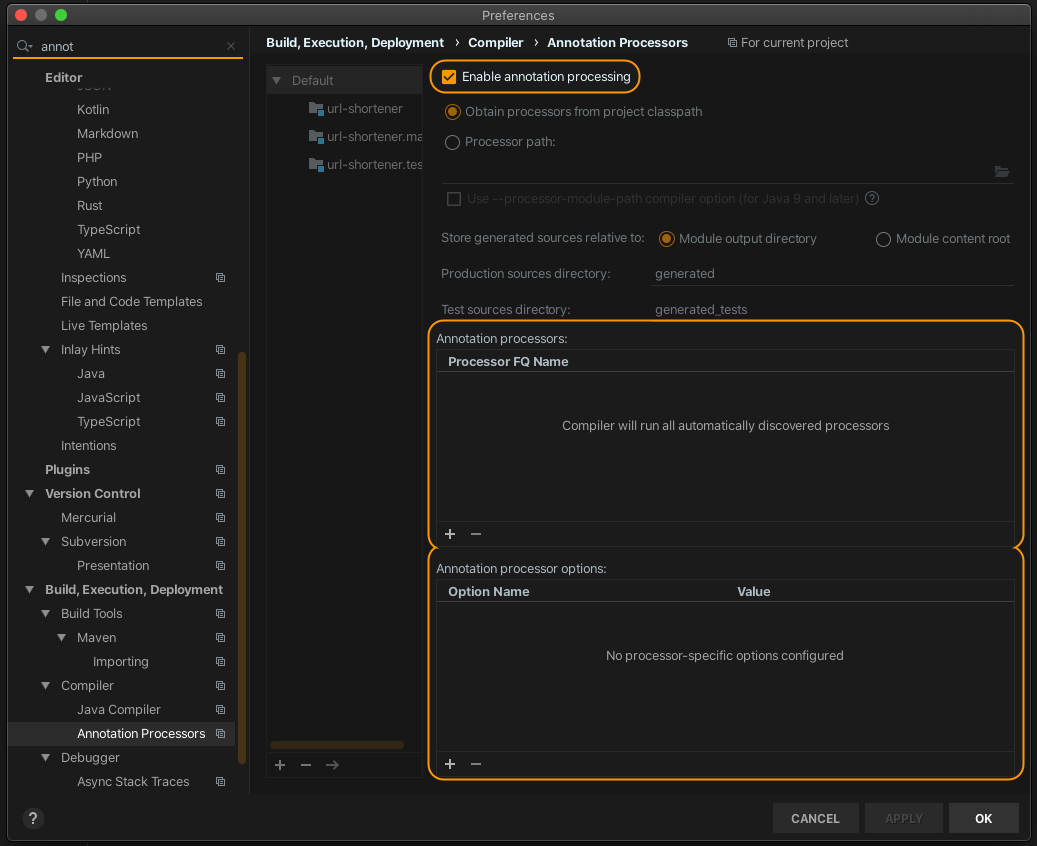 Preferences
annot
Editor
Kotlin
Markdown
PHP
Python
Rust
TypeScript
YAML
Inspections
File and Code Templates
Live Templates
Inlay Hints
Java
JavaScript
TypeScript
Intentions
Plugins
Version Control
Mercurial
Subversion
Presentation
Build, Execution, Deployment
Build Tools
Maven
Importing
Compiler
Java Compiler
Annotation Processors
Debugger
Async Stack Traces
?
Build, Execution, Deployment › Compiler › Annotation Processors For current project
Default
url-shortener
url-shortener.ma
url-shortener.tes
Enable annotation processing
Obtain processors from project classpath
Processor path:
Use --processor-module-path compiler option (for Java 9 and later) ?
Store generated sources relative to: Module output directory Module content root
Production sources directory: generated
Test sources directory: generated_tests
Annotation processors:
Processor FQ Name
Compiler will run all automatically discovered processors
Annotation processor options:
Option Name Value
No processor-specific options configured
CANCEL APPLY OK